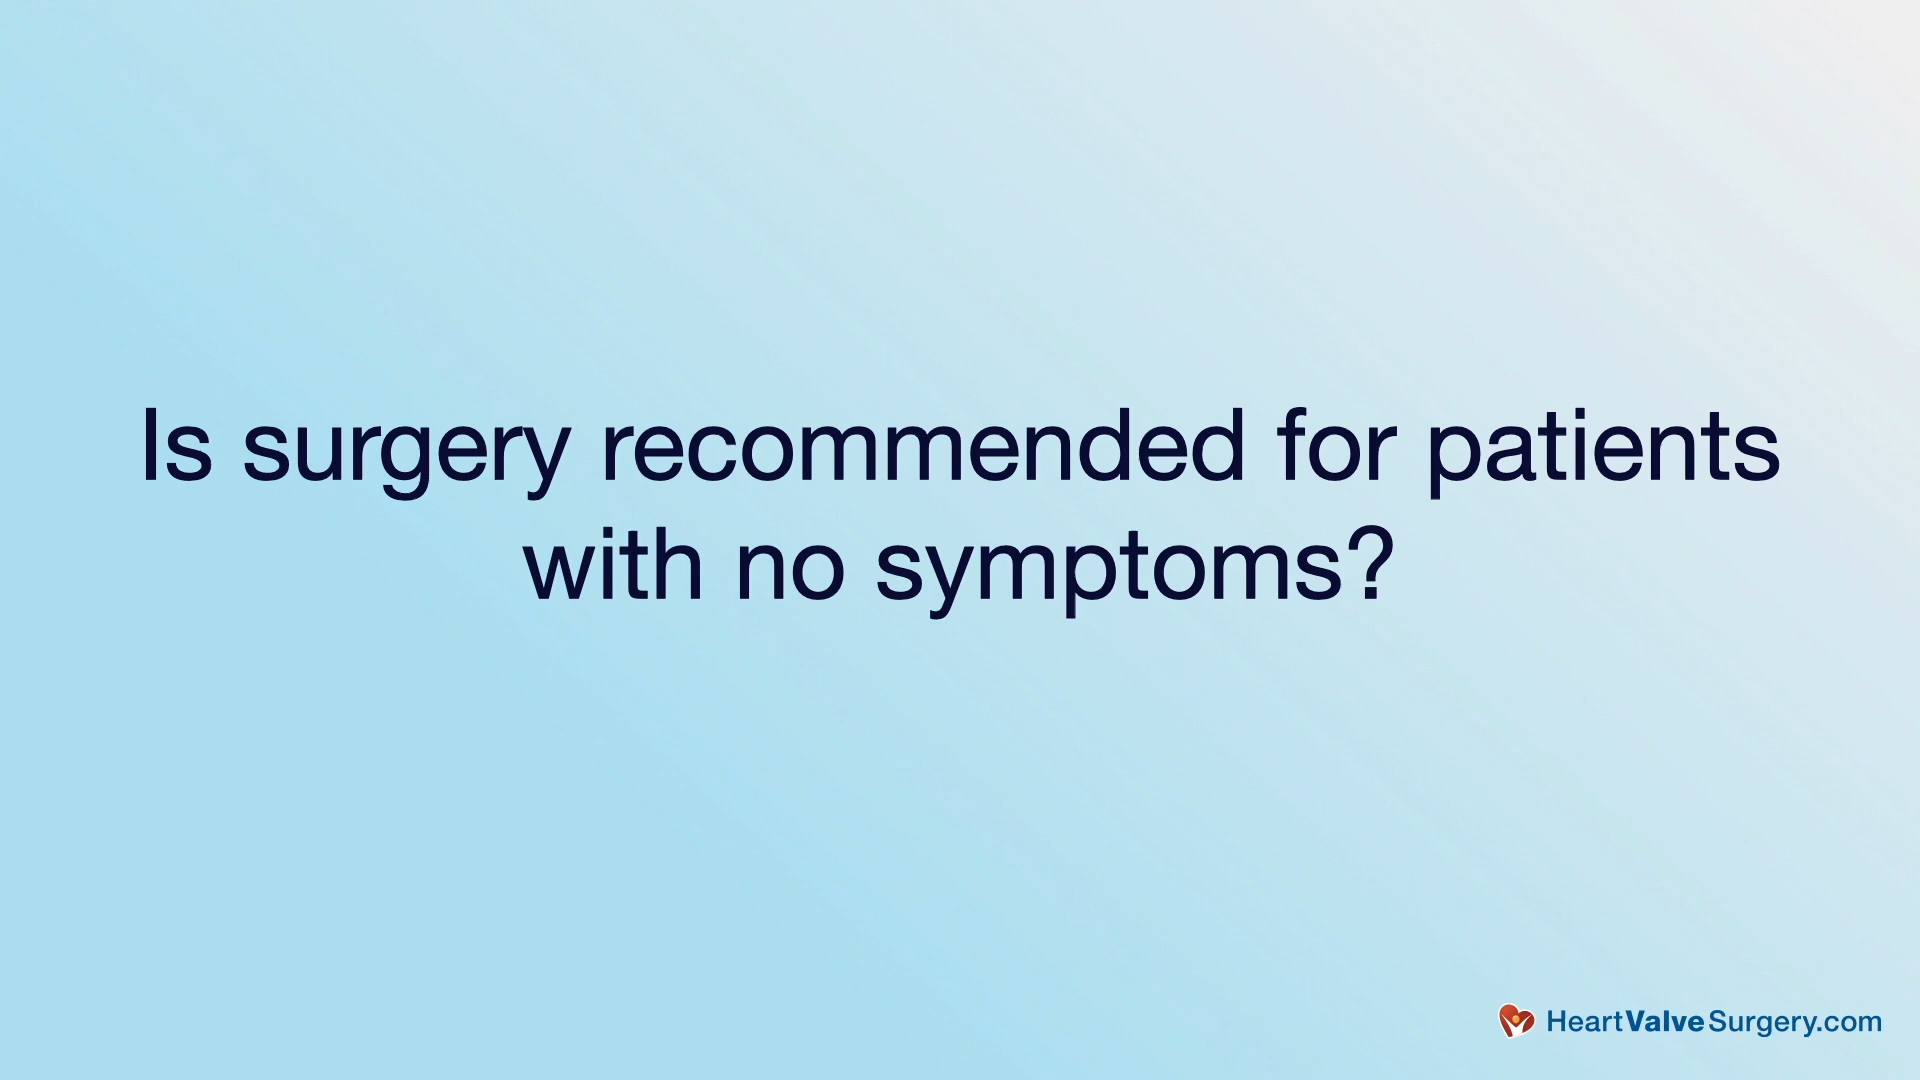 Is surgery recommended for patients
with no symptoms?
HeartValveSurgery.com